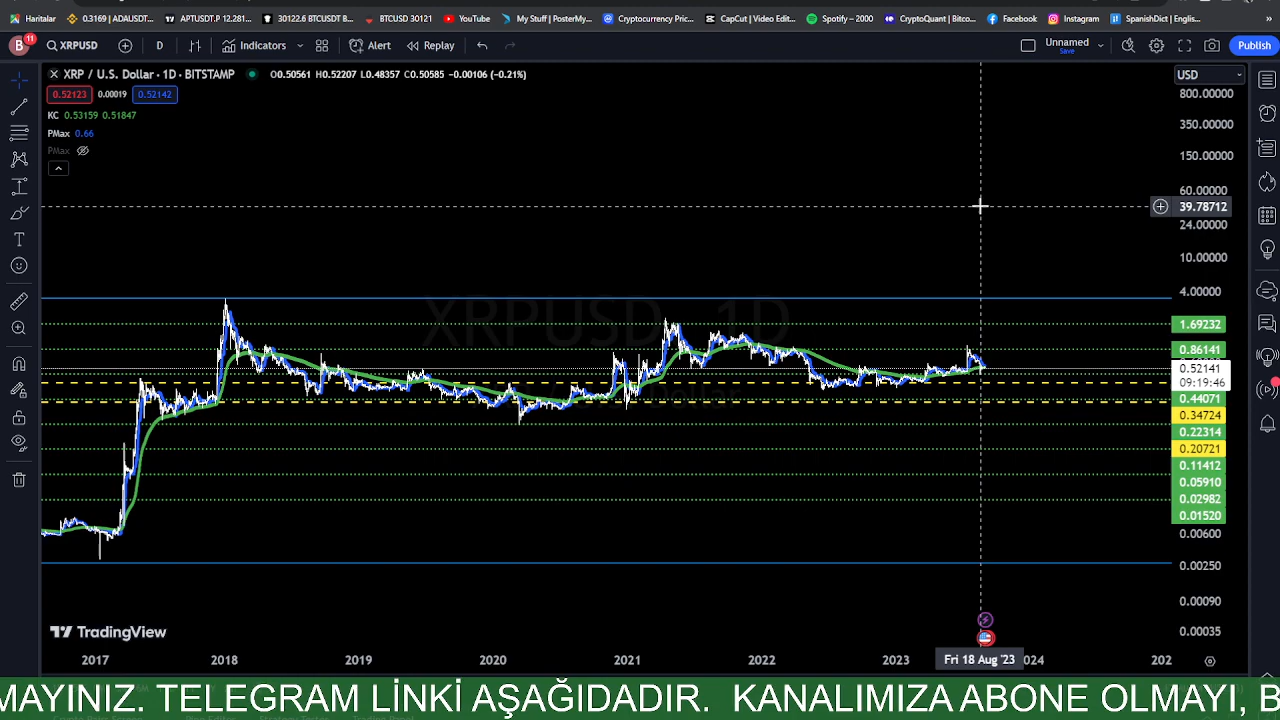 Haritalar
0.3169 | ADAUSDT...
APTUSDT.P 12.281...
30122.6 BTCUSDT B...
BTCUSD 30121
YouTube
My Stuff | PosterMy...
Cryptocurrency Pric...
CapCut | Video Edit...
Spotify – 2000
CryptoQuant | Bitco...
Facebook
Instagram
SpanishDict | Englis...
»
B 11
XRPUSD
D
Indicators
Alert
Replay
Unnamed
Save
Publish
XRP / U.S. Dollar · 1D · BITSTAMP
O0.50561 H0.52207 L0.48357 C0.50585 −0.00106 (−0.21%)
USD
0.52123 0.00019 0.52142
KC 0.53159 0.51847
PMax 0.66
PMax
800.00000
350.00000
150.00000
60.00000
39.78712
24.00000
10.00000
4.00000
1.69232
0.86141
0.52141
09:19:46
0.44071
0.34724
0.22314
0.20721
0.11412
0.05910
0.02982
0.01520
0.00600
0.00250
0.00090
0.00035
XRPUSD, 1D
Dollar
TradingView
2017
2018
2019
2020
2021
2022
2023
Fri 18 Aug '23
024
202
MAYINIZ. TELEGRAM LİNKİ AŞAĞIDADIR. KANALIMIZA ABONE OLMAYI, B